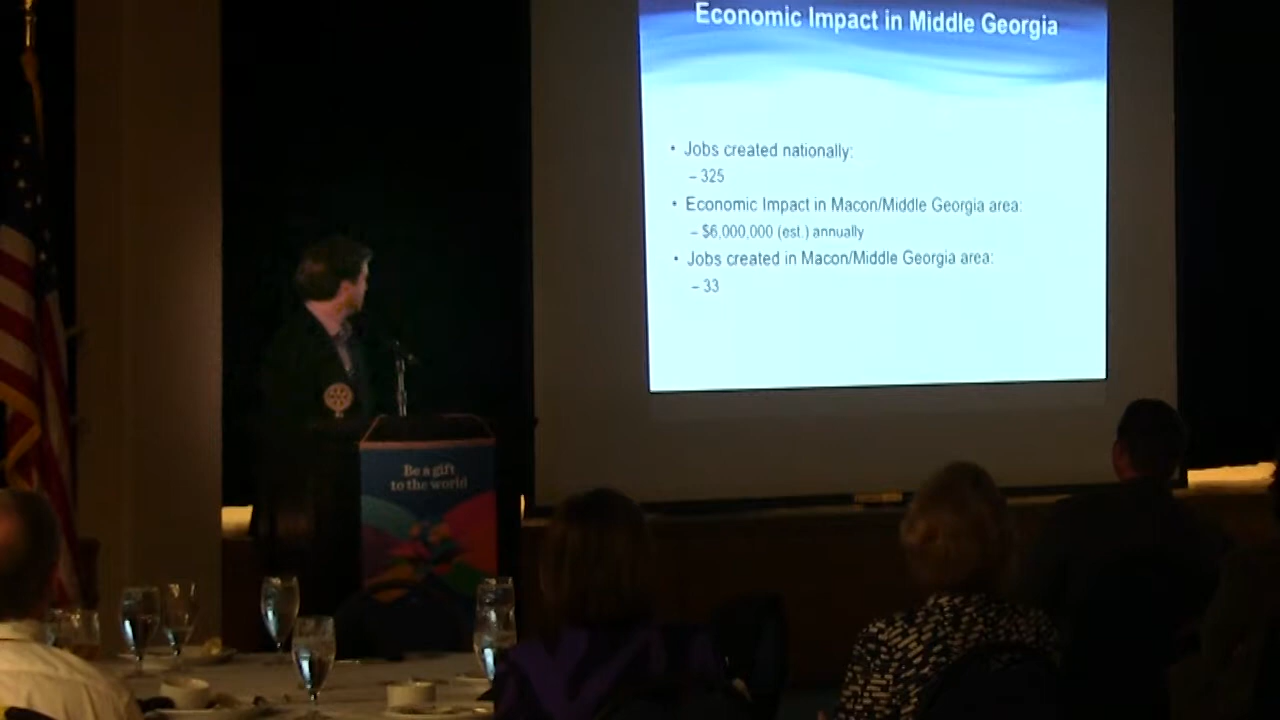 Economic Impact in Middle Georgia
• Jobs created nationally:
– 325
• Economic Impact in Macon/Middle Georgia area:
– $6,000,000 (est.) annually
• Jobs created in Macon/Middle Georgia area:
– 33
Be a gift
to the world